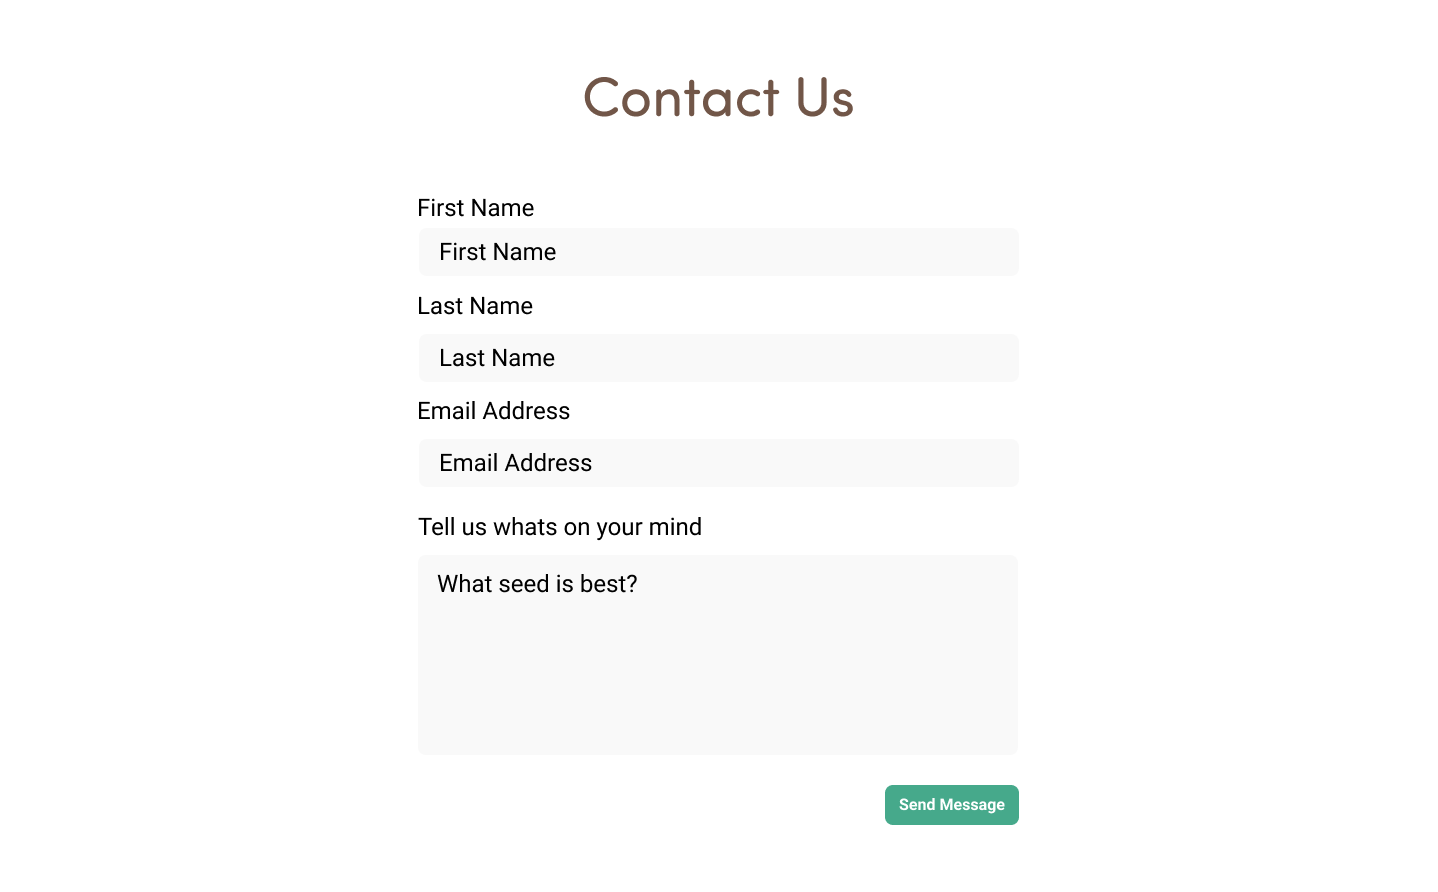 Contact Us
First Name
First Name
Last Name
Last Name
Email Address
Email Address
Tell us whats on your mind
What seed is best?
Send Message